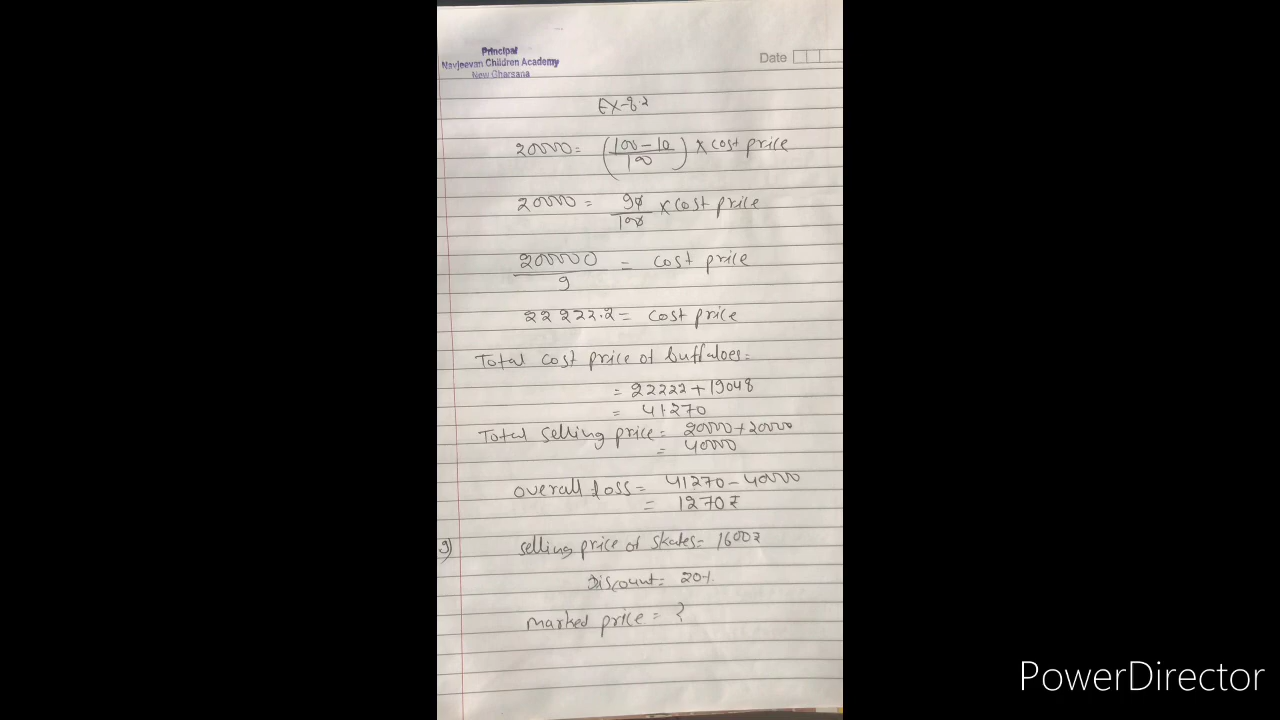 Principal
Navjeevan Children Academy
New Gharsana
Date
EX-8.2
20000 = (100-10/100) × cost price
20000 = 90/100 × cost price
200000/9 = cost price
22222.2 = cost price
Total cost price of buffaloes =
= 22222 + 19048
= 41270
Total selling price = 20000 + 20000
= 40000
overall loss = 41270 - 40000
= 1270 ₹
9) selling price of skates = 1600 ₹
Discount = 20%
marked price = ?
PowerDirector